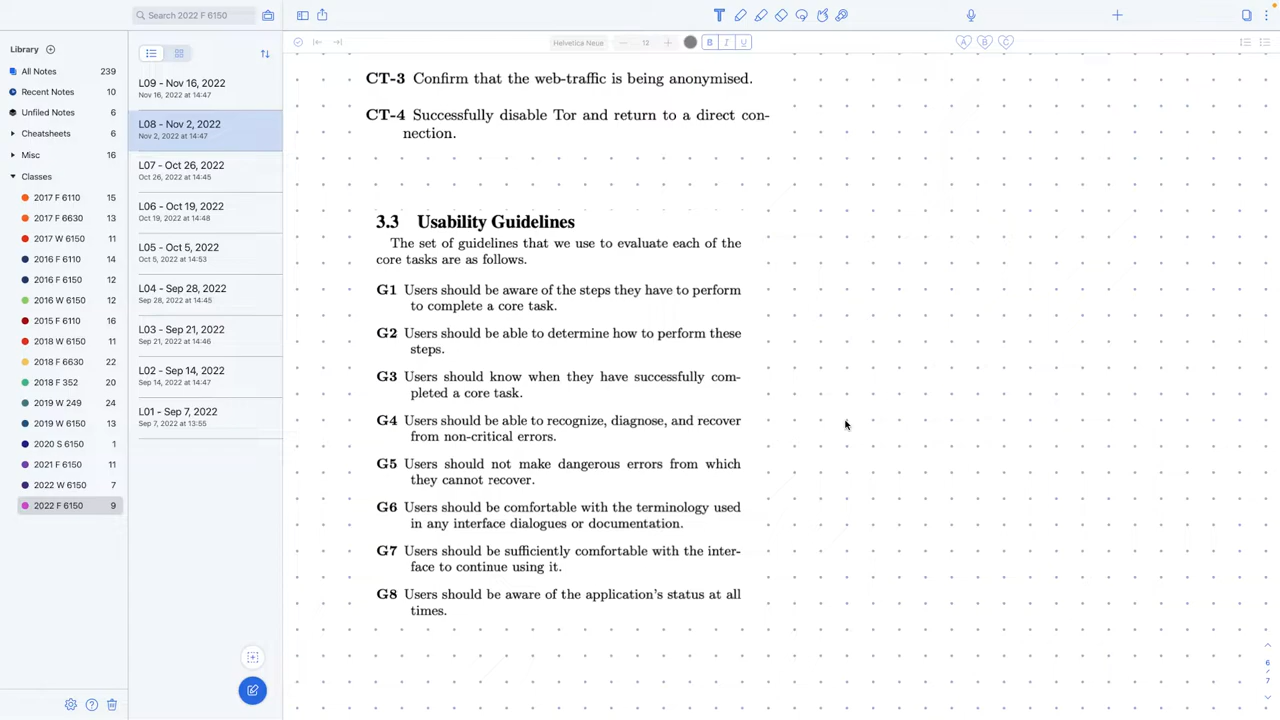 Search 2022 F 6150
Library
All Notes 239
Recent Notes 10
Unfiled Notes 6
Cheatsheets 6
Misc 16
Classes
2017 F 6110 15
2017 F 6630 13
2017 W 6150 11
2016 F 6110 14
2016 F 6150 12
2016 W 6150 12
2015 F 6110 16
2018 W 6150 11
2018 F 6630 22
2018 F 352 20
2019 W 249 24
2019 W 6150 13
2020 S 6150 1
2021 F 6150 11
2022 W 6150 7
2022 F 6150 9
L09 - Nov 16, 2022
Nov 16, 2022 at 14:47
L08 - Nov 2, 2022
Nov 2, 2022 at 14:47
L07 - Oct 26, 2022
Oct 26, 2022 at 14:45
L06 - Oct 19, 2022
Oct 19, 2022 at 14:48
L05 - Oct 5, 2022
Oct 5, 2022 at 14:53
L04 - Sep 28, 2022
Sep 28, 2022 at 14:45
L03 - Sep 21, 2022
Sep 21, 2022 at 14:46
L02 - Sep 14, 2022
Sep 14, 2022 at 14:47
L01 - Sep 7, 2022
Sep 7, 2022 at 13:55
T
Helvetica Neue 12 B I U
A B C
CT-3 Confirm that the web-traffic is being anonymised.
CT-4 Successfully disable Tor and return to a direct con-
nection.
3.3 Usability Guidelines
The set of guidelines that we use to evaluate each of the
core tasks are as follows.
G1 Users should be aware of the steps they have to perform
to complete a core task.
G2 Users should be able to determine how to perform these
steps.
G3 Users should know when they have successfully com-
pleted a core task.
G4 Users should be able to recognize, diagnose, and recover
from non-critical errors.
G5 Users should not make dangerous errors from which
they cannot recover.
G6 Users should be comfortable with the terminology used
in any interface dialogues or documentation.
G7 Users should be sufficiently comfortable with the inter-
face to continue using it.
G8 Users should be aware of the application's status at all
times.
6
/
7